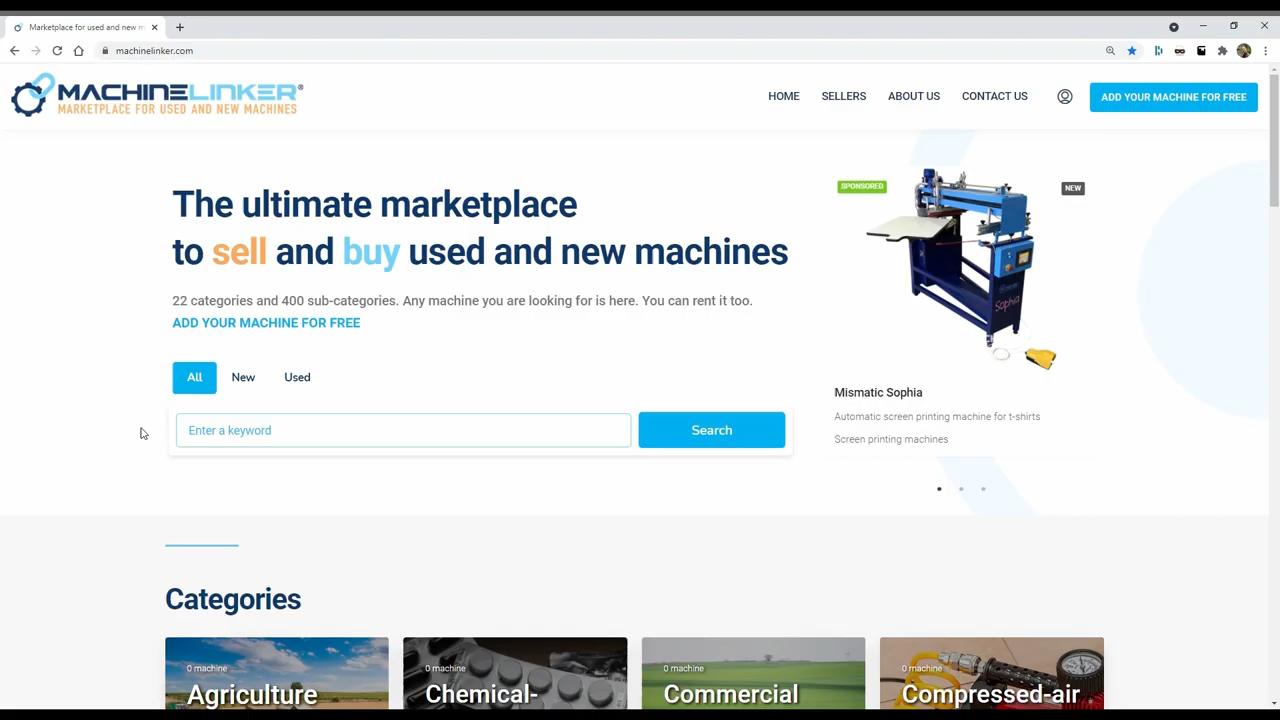 Marketplace for used and new m
machinelinker.com
MACHINELINKER®
MARKETPLACE FOR USED AND NEW MACHINES
HOME
SELLERS
ABOUT US
CONTACT US
ADD YOUR MACHINE FOR FREE
The ultimate marketplace
to sell and buy used and new machines
22 categories and 400 sub-categories. Any machine you are looking for is here. You can rent it too.
ADD YOUR MACHINE FOR FREE
All
New
Used
Enter a keyword
Search
SPONSORED
NEW
Sophia
Mismatic Sophia
Automatic screen printing machine for t-shirts
Screen printing machines
Categories
0 machine
Agriculture
0 machine
Chemical-
0 machine
Commercial
0 machine
Compressed-air